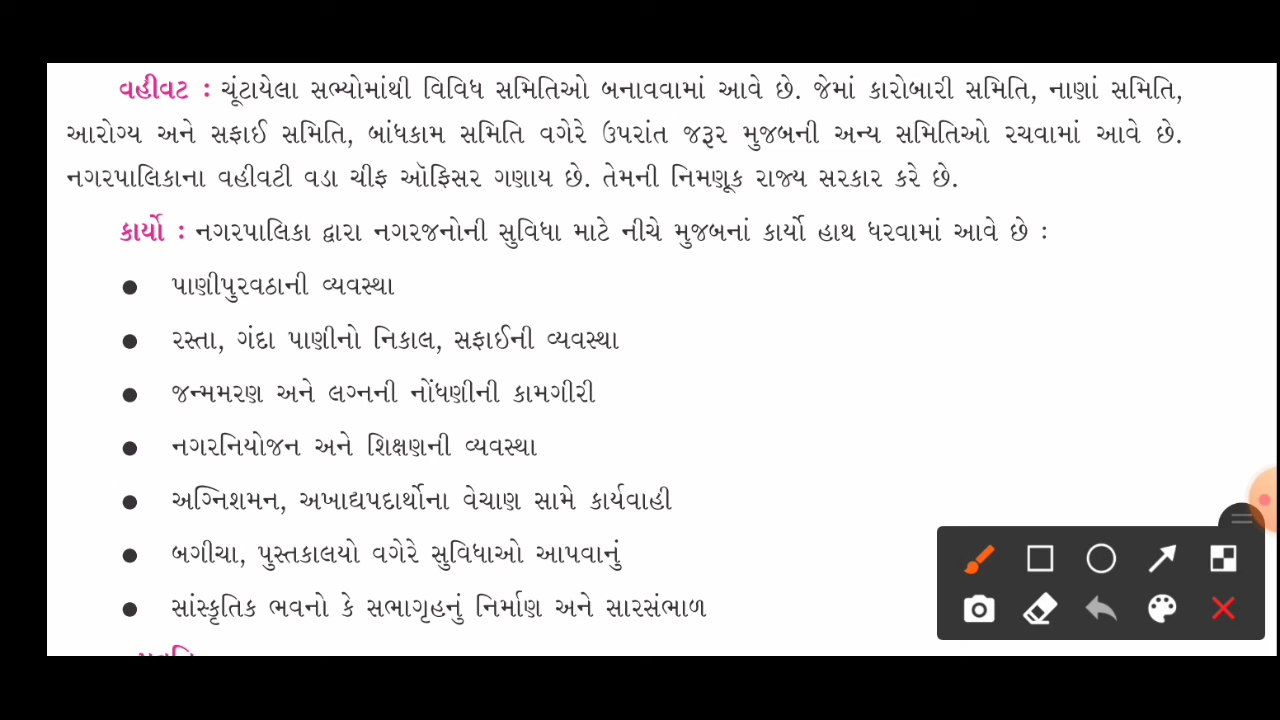 વહીવટ : ચૂંટાયેલા સભ્યોમાંથી વિવિધ સમિતિઓ બનાવવામાં આવે છે. જેમાં કારોબારી સમિતિ, નાણાં સમિતિ,
આરોગ્ય અને સફાઈ સમિતિ, બાંધકામ સમિતિ વગેરે ઉપરાંત જરૂર મુજબની અન્ય સમિતિઓ રચવામાં આવે છે.
નગરપાલિકાના વહીવટી વડા ચીફ ઑફિસર ગણાય છે. તેમની નિમણૂક રાજ્ય સરકાર કરે છે.
કાર્યો : નગરપાલિકા દ્વારા નગરજનોની સુવિધા માટે નીચે મુજબનાં કાર્યો હાથ ધરવામાં આવે છે :
● પાણીપુરવઠાની વ્યવસ્થા
● રસ્તા, ગંદા પાણીનો નિકાલ, સફાઈની વ્યવસ્થા
● જન્મમરણ અને લગ્નની નોંધણીની કામગીરી
● નગરનિયોજન અને શિક્ષણની વ્યવસ્થા
● અગ્નિશમન, અખાદ્યપદાર્થોના વેચાણ સામે કાર્યવાહી
● બગીચા, પુસ્તકાલયો વગેરે સુવિધાઓ આપવાનું
● સાંસ્કૃતિક ભવનો કે સભાગૃહનું નિર્માણ અને સારસંભાળ